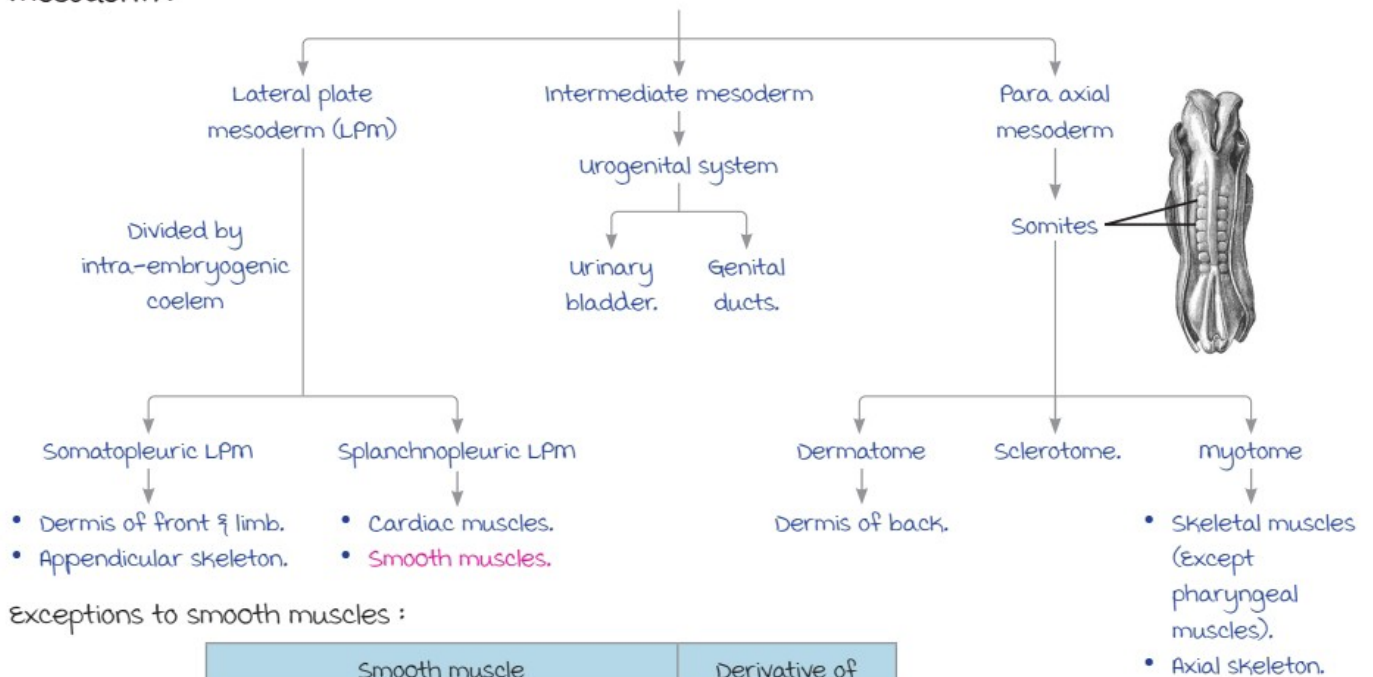 mesoderm :
Lateral plate
mesoderm (LPM)
Intermediate mesoderm
Para axial
mesoderm
Urogenital system
Somites
Divided by
intra-embryogenic
coelem
Urinary
bladder.
Genital
ducts.
Somatopleuric LPM
Splanchnopleuric LPM
Dermatome
Sclerotome.
Myotome
• Dermis of front & limb.
• Appendicular skeleton.
• Cardiac muscles.
• Smooth muscles.
Dermis of back.
• Skeletal muscles
(Except
pharyngeal
muscles).
• Axial skeleton.
Exceptions to smooth muscles :
Smooth muscle
Derivative of